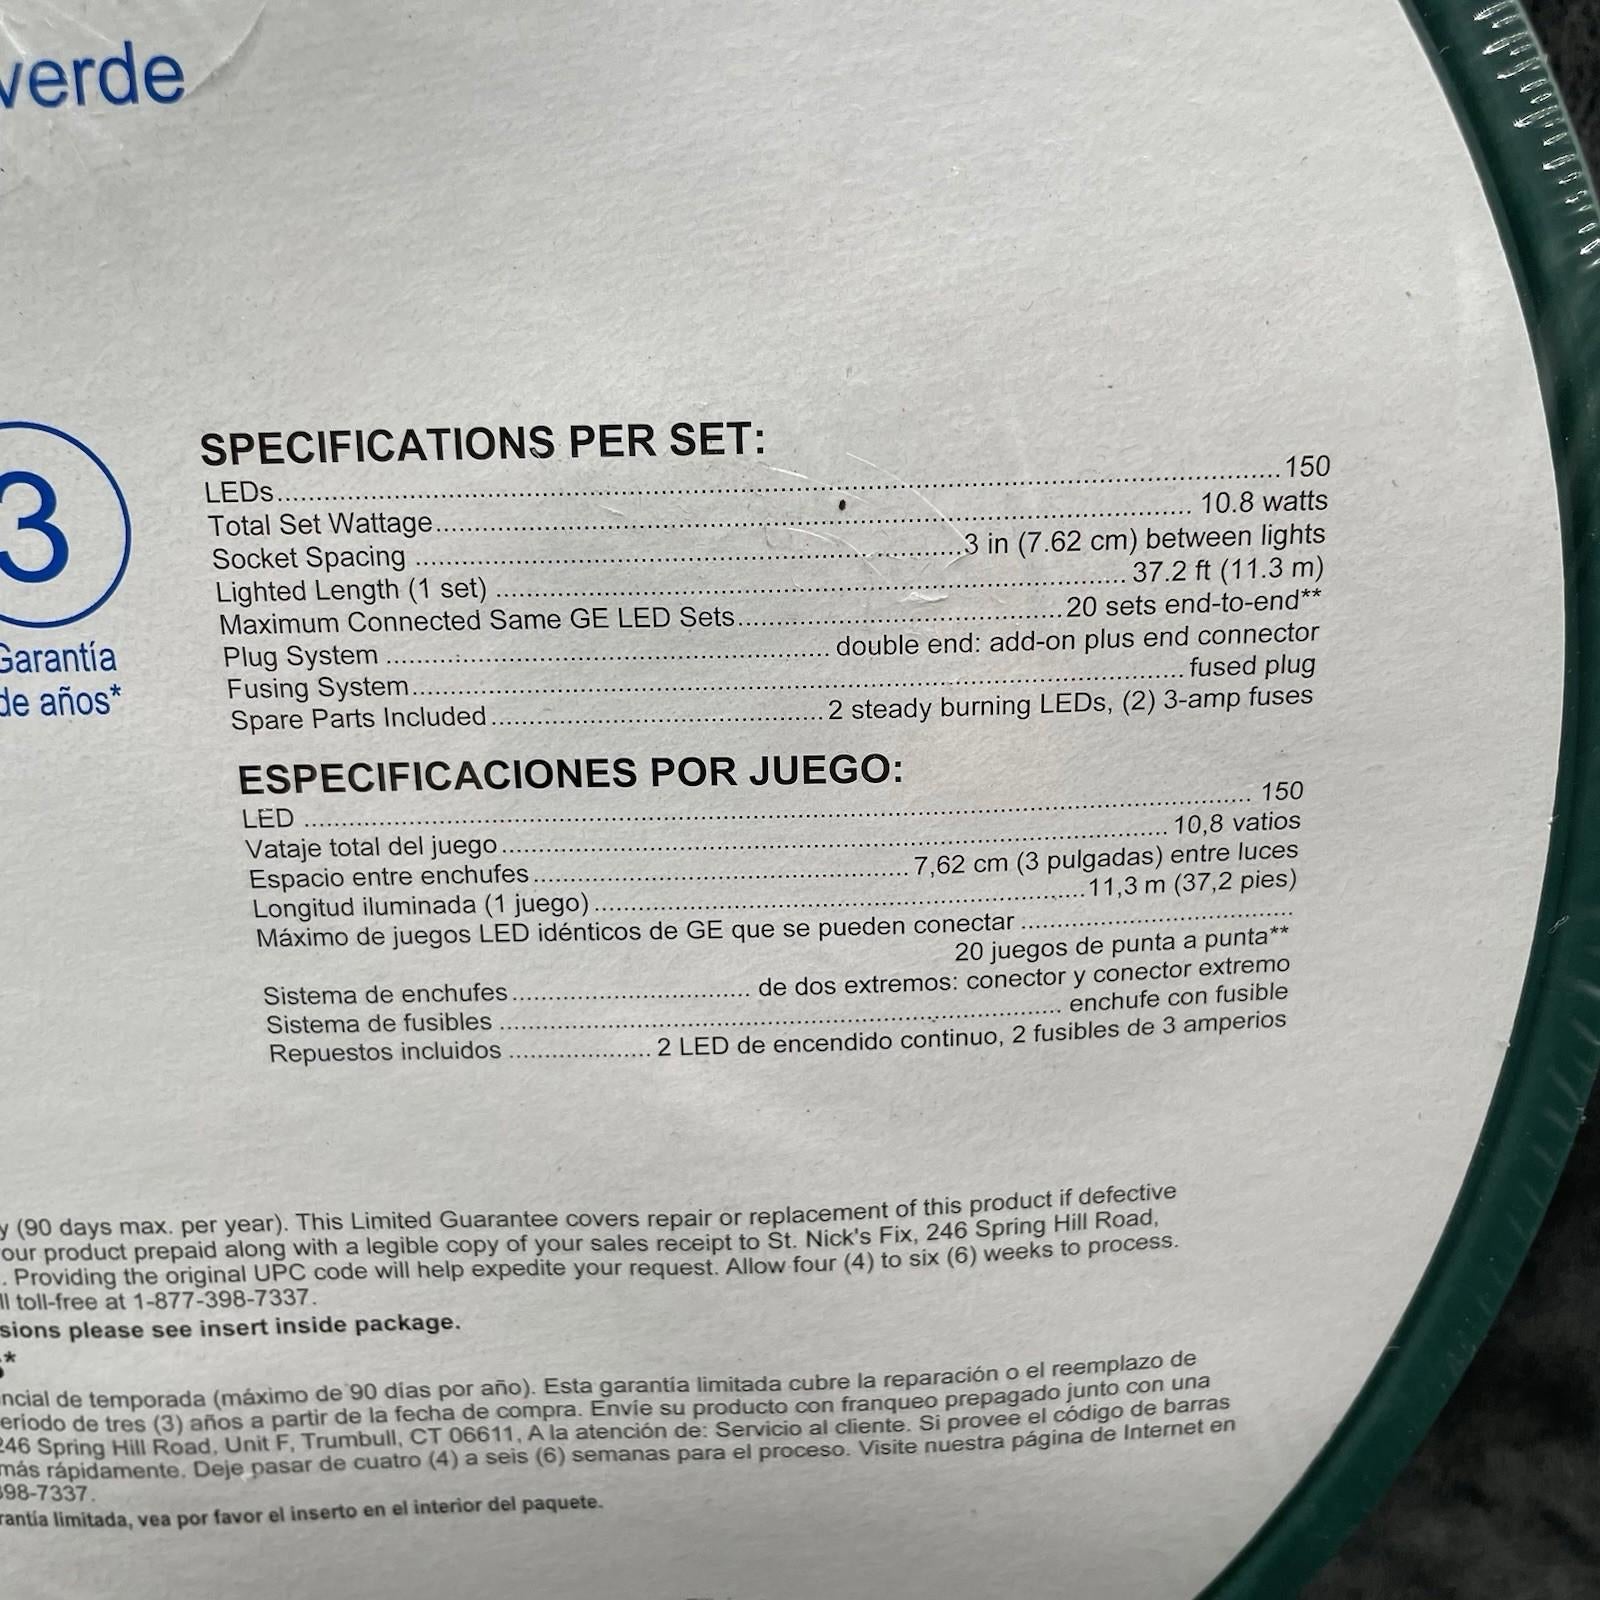 verde
3
Garantía
de años*
SPECIFICATIONS PER SET:
LEDs........150
Total Set Wattage........10.8 watts
Socket Spacing........3 in (7.62 cm) between lights
Lighted Length (1 set)........37.2 ft (11.3 m)
Maximum Connected Same GE LED Sets........20 sets end-to-end**
Plug System........double end: add-on plus end connector
Fusing System........fused plug
Spare Parts Included........2 steady burning LEDs, (2) 3-amp fuses
ESPECIFICACIONES POR JUEGO:
LED........150
Vataje total del juego........10,8 vatios
Espacio entre enchufes........7,62 cm (3 pulgadas) entre luces
Longitud iluminada (1 juego)........11,3 m (37,2 pies)
Máximo de juegos LED idénticos de GE que se pueden conectar........
20 juegos de punta a punta**
Sistema de enchufes........de dos extremos: conector y conector extremo
Sistema de fusibles........enchufe con fusible
Repuestos incluidos........2 LED de encendido continuo, 2 fusibles de 3 amperios
y (90 days max. per year). This Limited Guarantee covers repair or replacement of this product if defective
our product prepaid along with a legible copy of your sales receipt to St. Nick's Fix, 246 Spring Hill Road,
. Providing the original UPC code will help expedite your request. Allow four (4) to six (6) weeks to process.
ll toll-free at 1-877-398-7337.
sions please see insert inside package.
s*
ncial de temporada (máximo de 90 días por año). Esta garantía limitada cubre la reparación o el reemplazo de
eriodo de tres (3) años a partir de la fecha de compra. Envíe su producto con franqueo prepagado junto con una
246 Spring Hill Road, Unit F, Trumbull, CT 06611, A la atención de: Servicio al cliente. Si provee el código de barras
más rápidamente. Deje pasar de cuatro (4) a seis (6) semanas para el proceso. Visite nuestra página de Internet en
398-7337.
rantía limitada, vea por favor el inserto en el interior del paquete.